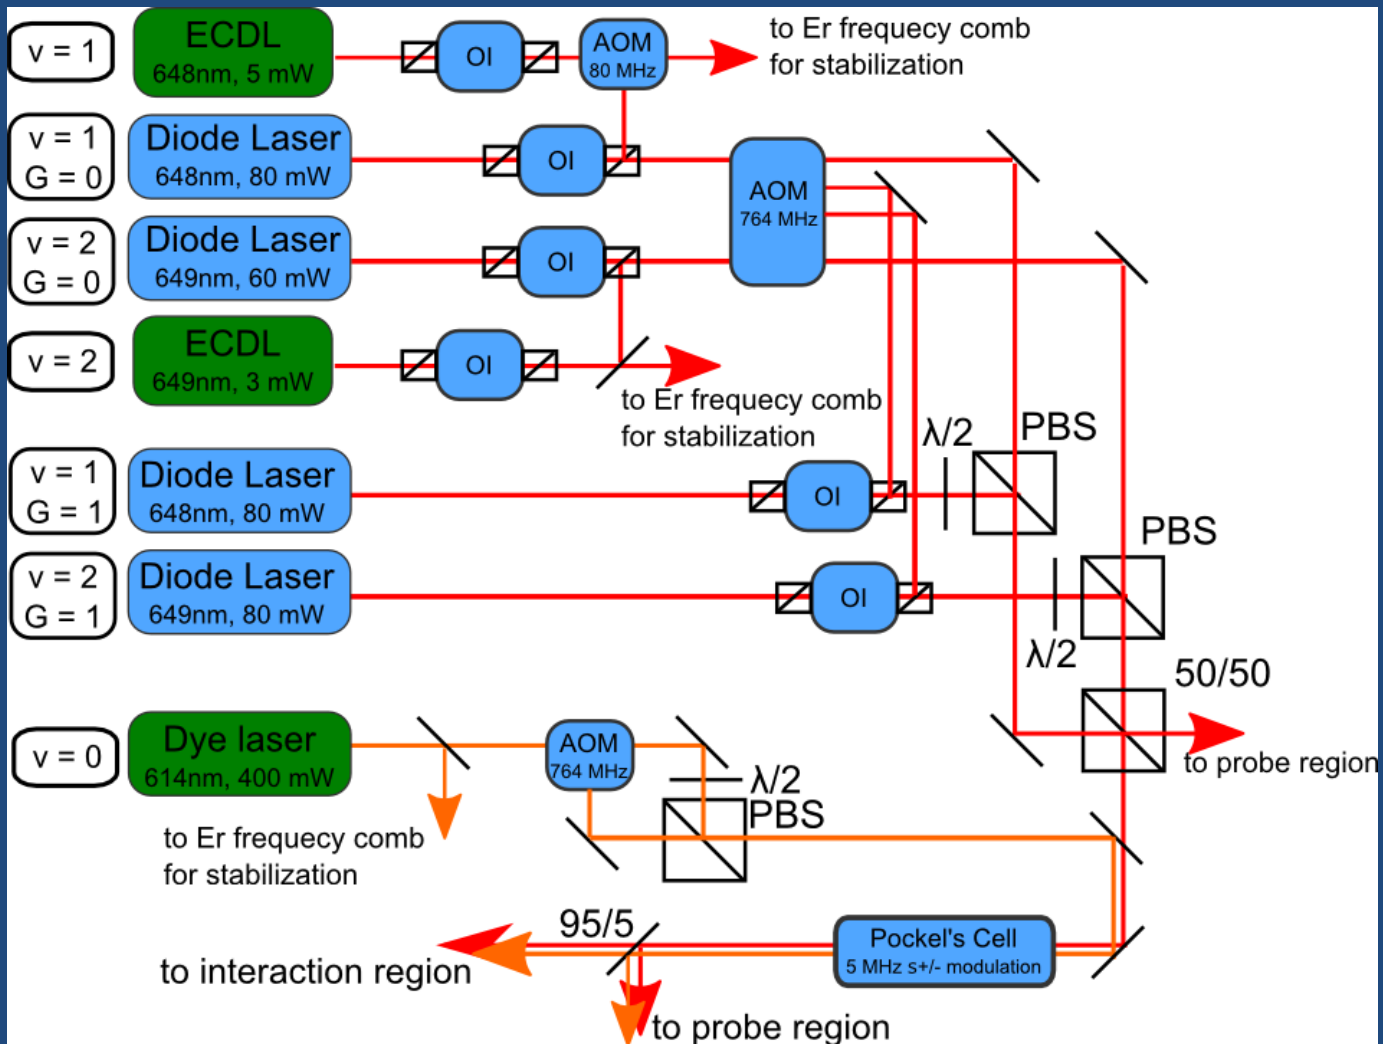 v = 1
ECDL
648nm, 5 mW
OI
AOM
80 MHz
to Er frequecy comb
for stabilization
v = 1
G = 0
Diode Laser
648nm, 80 mW
OI
AOM
764 MHz
v = 2
G = 0
Diode Laser
649nm, 60 mW
OI
v = 2
ECDL
649nm, 3 mW
OI
to Er frequecy comb
for stabilization
v = 1
G = 1
Diode Laser
648nm, 80 mW
OI
λ/2
PBS
v = 2
G = 1
Diode Laser
649nm, 80 mW
OI
λ/2
PBS
50/50
to probe region
v = 0
Dye laser
614nm, 400 mW
AOM
764 MHz
λ/2
PBS
to Er frequecy comb
for stabilization
95/5
Pockel's Cell
5 MHz s+/- modulation
to interaction region
to probe region